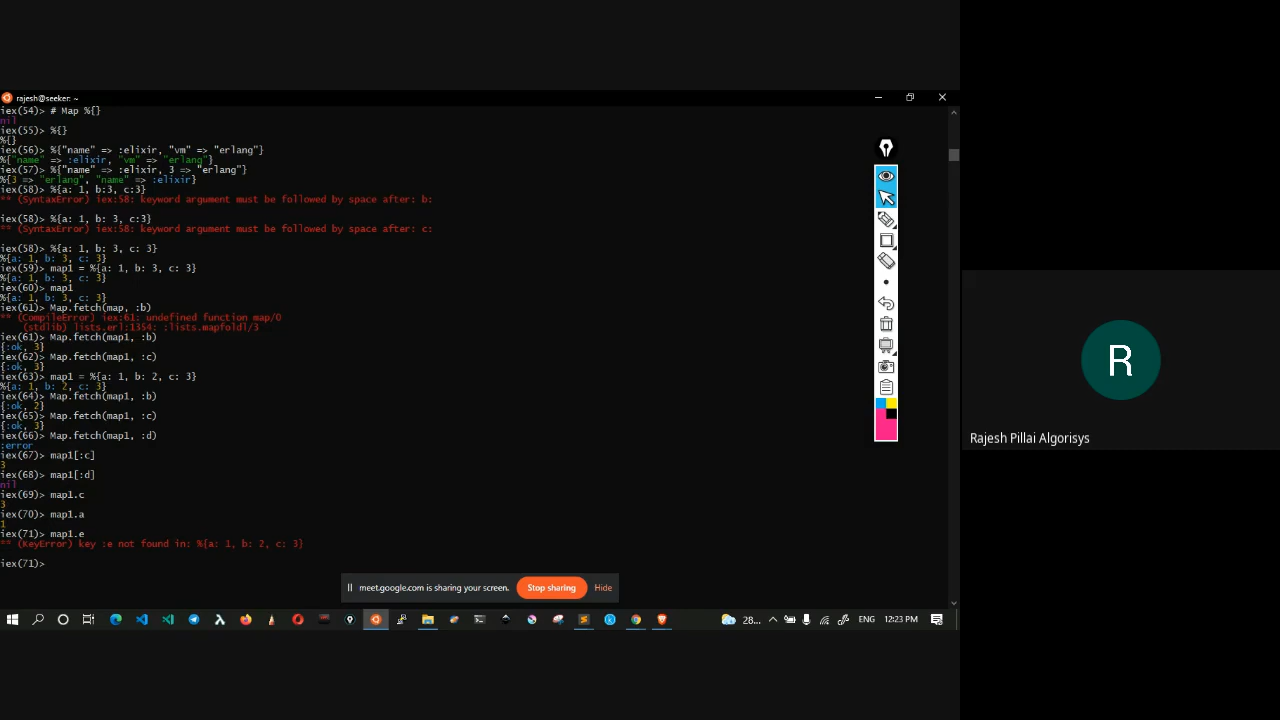 rajesh@seeker: ~
iex(54)> # Map %{}
nil
iex(55)> %{}
%{}
iex(56)> %{"name" => :elixir, "vm" => "erlang"}
%{"name" => :elixir, "vm" => "erlang"}
iex(57)> %{"name" => :elixir, 3 => "erlang"}
%{3 => "erlang", "name" => :elixir}
iex(58)> %{a: 1, b:3, c:3}
** (SyntaxError) iex:58: keyword argument must be followed by space after: b:
iex(58)> %{a: 1, b: 3, c:3}
** (SyntaxError) iex:58: keyword argument must be followed by space after: c:
iex(58)> %{a: 1, b: 3, c: 3}
%{a: 1, b: 3, c: 3}
iex(59)> map1 = %{a: 1, b: 3, c: 3}
%{a: 1, b: 3, c: 3}
iex(60)> map1
%{a: 1, b: 3, c: 3}
iex(61)> Map.fetch(map, :b)
** (CompileError) iex:61: undefined function map/0
(stdlib) lists.erl:1354: :lists.mapfoldl/3
iex(61)> Map.fetch(map1, :b)
{:ok, 3}
iex(62)> Map.fetch(map1, :c)
{:ok, 3}
iex(63)> map1 = %{a: 1, b: 2, c: 3}
%{a: 1, b: 2, c: 3}
iex(64)> Map.fetch(map1, :b)
{:ok, 2}
iex(65)> Map.fetch(map1, :c)
{:ok, 3}
iex(66)> Map.fetch(map1, :d)
:error
iex(67)> map1[:c]
3
iex(68)> map1[:d]
nil
iex(69)> map1.c
3
iex(70)> map1.a
1
iex(71)> map1.e
** (KeyError) key :e not found in: %{a: 1, b: 2, c: 3}
iex(71)>
R
Rajesh Pillai Algorisys
meet.google.com is sharing your screen. Stop sharing Hide
28... ENG 12:23 PM